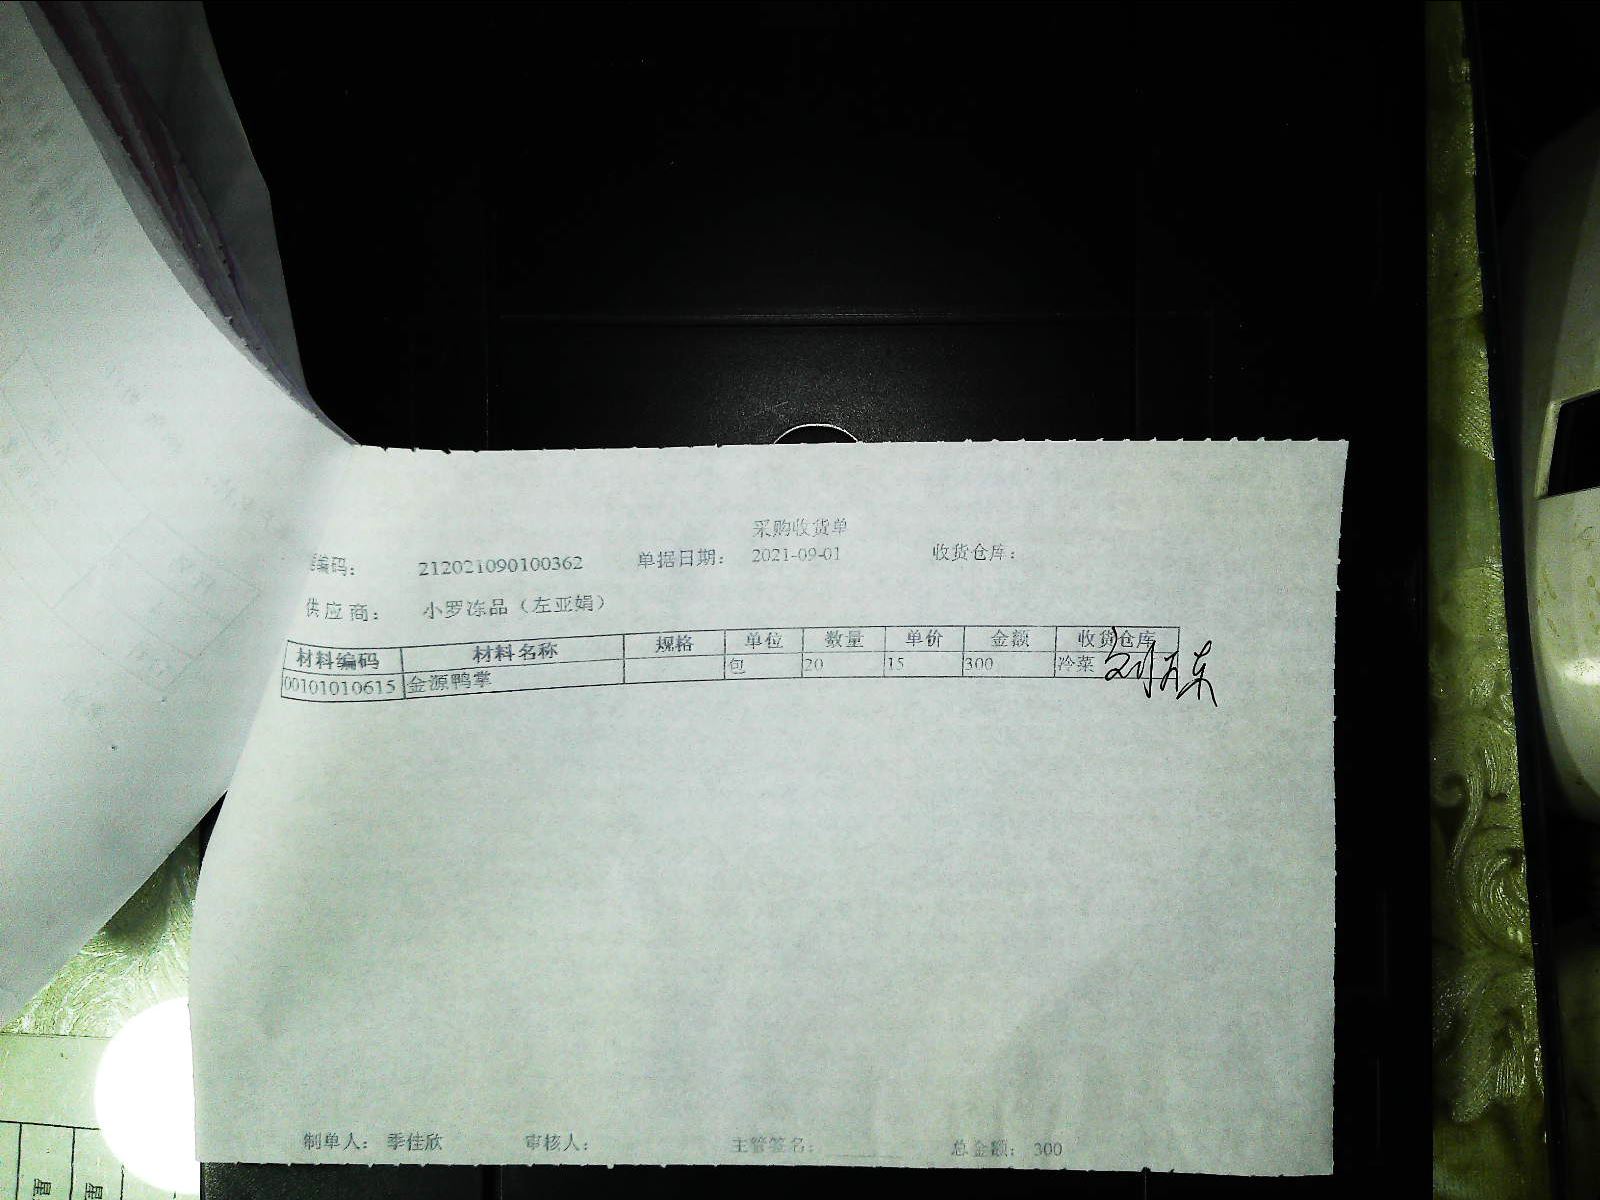 采购收货单
编码： 212021090100362 单据日期： 2021-09-01 收货仓库：
供应商： 小罗冻品（左亚娟）
材料编码 材料名称 规格 单位 数量 单价 金额 收货仓库
00101010615 金源鸭掌 包 20 15 300 冷菜
制单人： 季佳欣 审核人： 主管签名： 总金额： 300